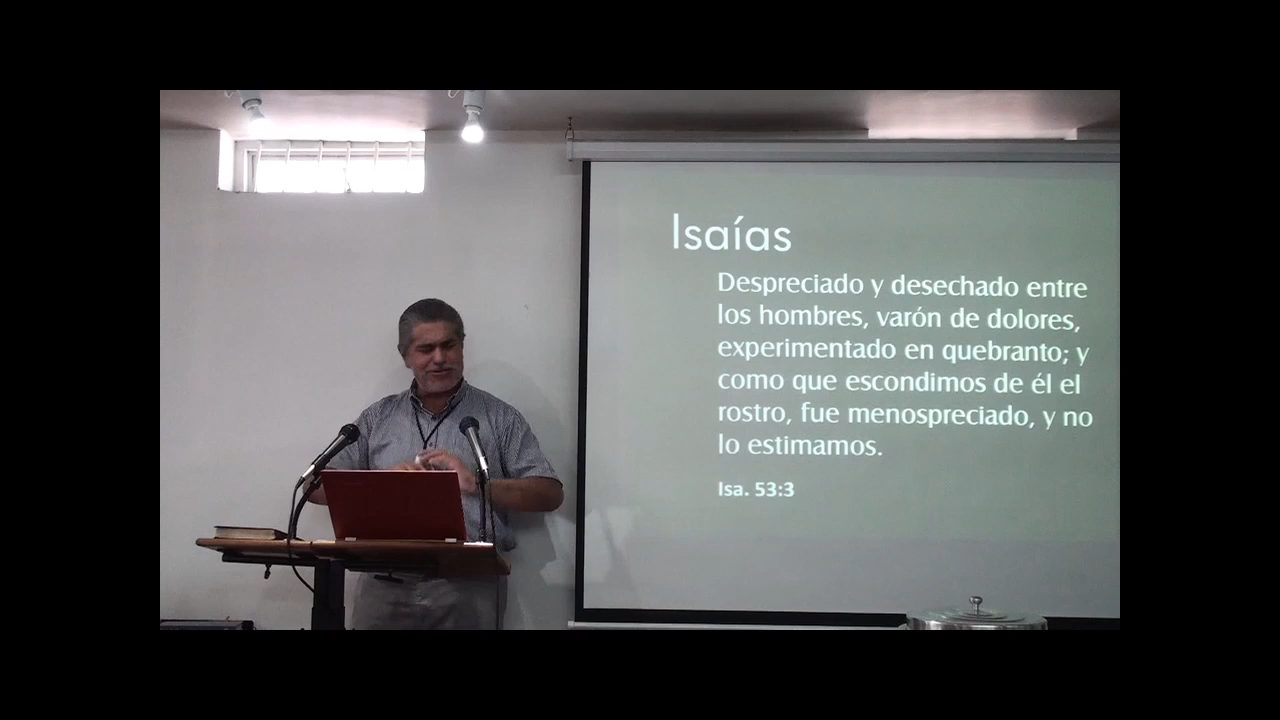 Isaías
Despreciado y desechado entre
los hombres, varón de dolores,
experimentado en quebranto; y
como que escondimos de él el
rostro, fue menospreciado, y no
lo estimamos.
Isa. 53:3